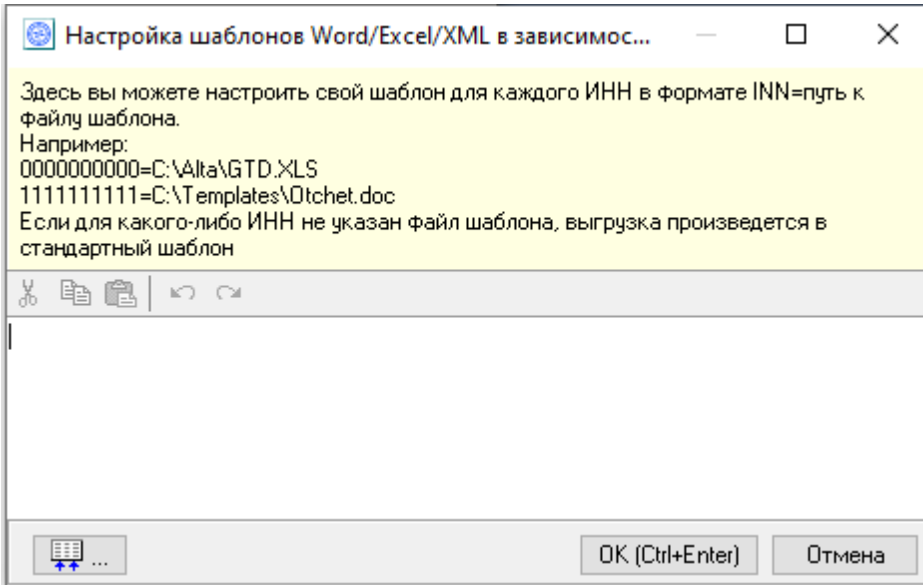 Настройка шаблонов Word/Excel/XML в зависимос...
Здесь вы можете настроить свой шаблон для каждого ИНН в формате INN=путь к
файлу шаблона.
Например:
0000000000=C:\Alta\GTD.XLS
1111111111=C:\Templates\Otchet.doc
Если для какого-либо ИНН не указан файл шаблона, выгрузка произведется в
стандартный шаблон
...
OK (Ctrl+Enter)
Отмена